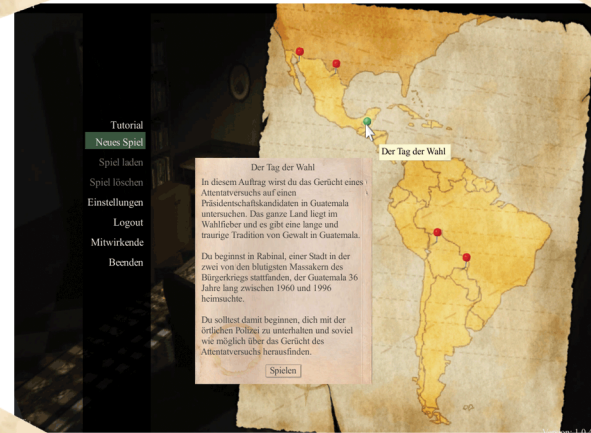 Tutorial
Neues Spiel
Spiel laden
Spiel löschen
Einstellungen
Logout
Mitwirkende
Beenden
Der Tag der Wahl
Der Tag der Wahl
In diesem Auftrag wirst du das Gerücht eines
Attentatversuchs auf einen
Präsidentschaftskandidaten in Guatemala
untersuchen. Das ganze Land liegt im
Wahlfieber und es gibt eine lange und
traurige Tradition von Gewalt in Guatemala.
Du beginnst in Rabinal, einer Stadt in der
zwei von den blutigsten Massakern des
Bürgerkriegs stattfanden, der Guatemala 36
Jahre lang zwischen 1960 und 1996
heimsuchte.
Du solltest damit beginnen, dich mit der
örtlichen Polizei zu unterhalten und soviel
wie möglich über das Gerücht des
Attentatversuchs herausfinden.
Spielen